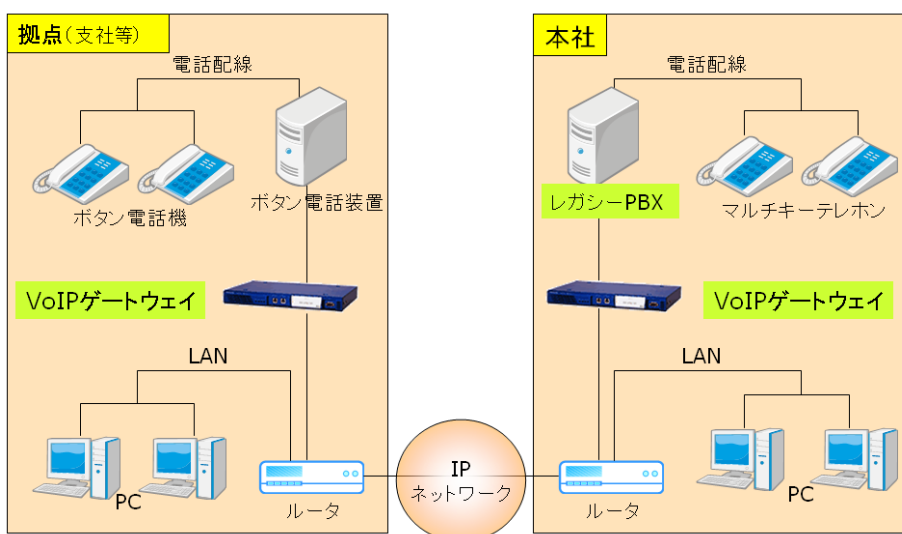 拠点(支社等)
電話配線
ボタン電話機
ボタン電話装置
VoIPゲートウェイ
LAN
PC
ルータ
IP
ネットワーク
本社
電話配線
レガシーPBX
マルチキーテレホン
VoIPゲートウェイ
LAN
PC
ルータ